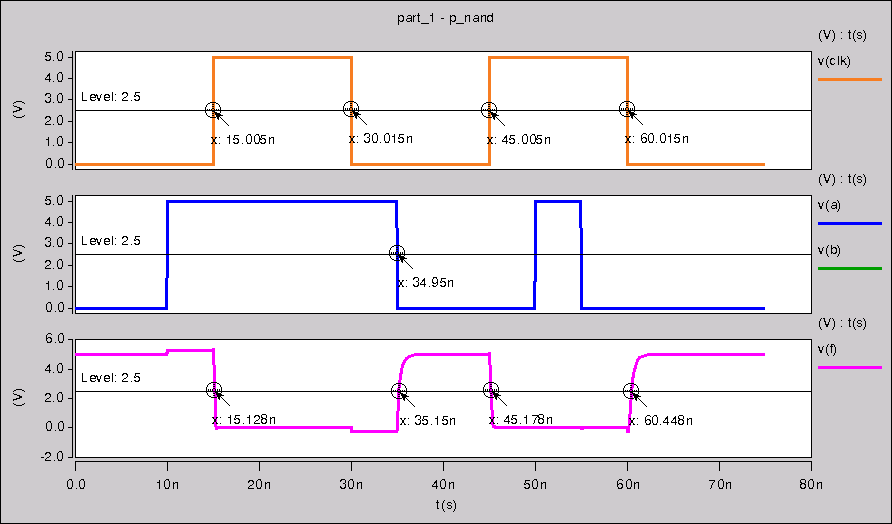 part_1 - p_nand
(V) : t(s)
v(clk)
5.0
4.0
3.0
2.0
1.0
0.0
(V)
Level: 2.5
x: 15.005n
x: 30.015n
x: 45.005n
x: 60.015n
(V) : t(s)
v(a)
v(b)
5.0
4.0
3.0
2.0
1.0
0.0
(V)
Level: 2.5
x: 34.95n
(V) : t(s)
v(f)
6.0
4.0
2.0
0.0
-2.0
(V)
Level: 2.5
x: 15.128n
x: 35.15n
x: 45.178n
x: 60.448n
0.0 10n 20n 30n 40n 50n 60n 70n 80n
t(s)